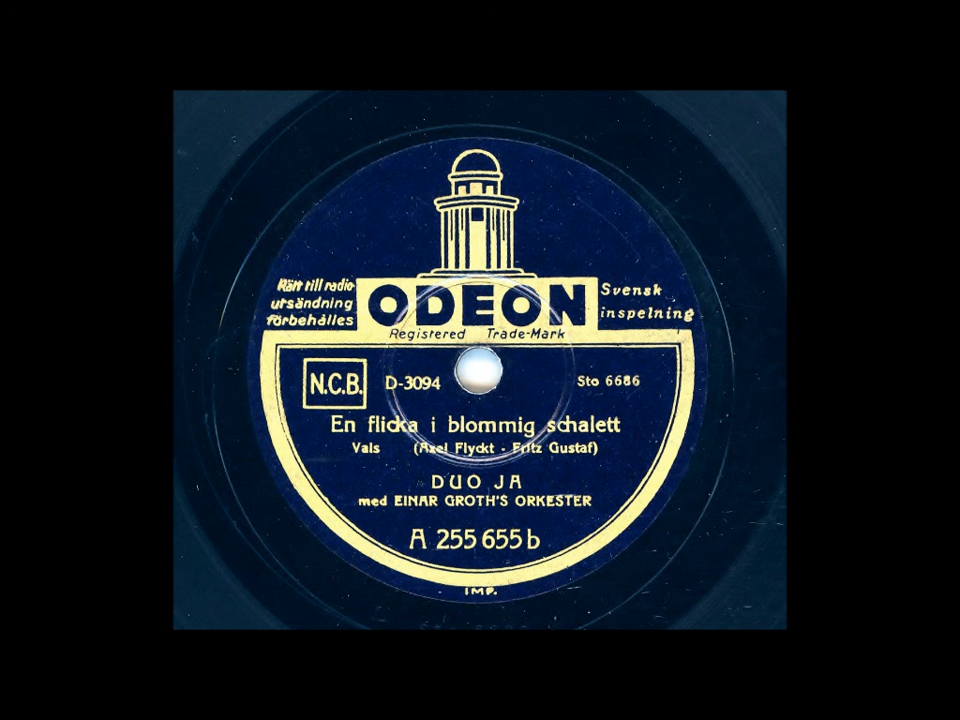 Rätt till radio
utsändning
förbehålles
ODEON
Svensk
inspelning
Registered Trade-Mark
N.C.B. D-3094 Sto 6686
En flicka i blommig schalett
Vals (Axel Flyckt - Fritz Gustaf)
DUO JA
med EINAR GROTH'S ORKESTER
A 255 655 b
IMP.